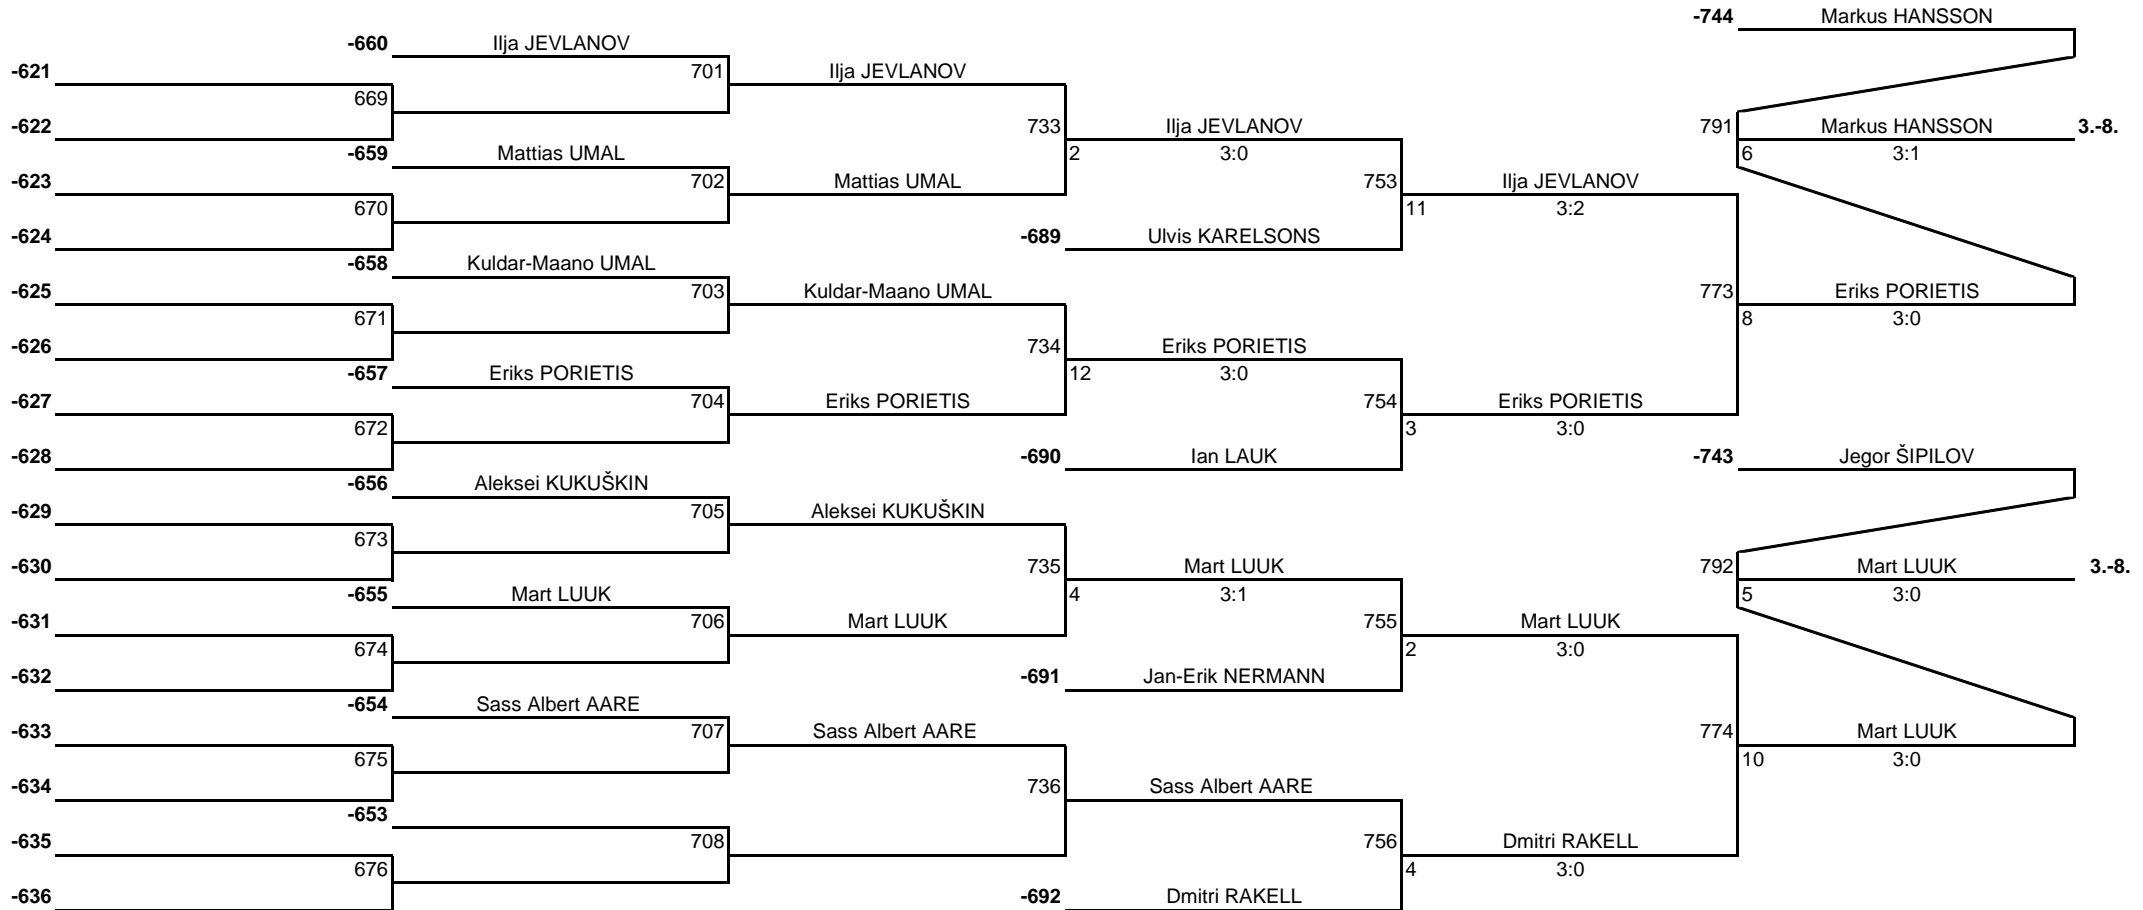 -744 Markus HANSSON
-660 Ilja JEVLANOV
-621 701 Ilja JEVLANOV
669
-622 733 Ilja JEVLANOV 791 Markus HANSSON 3.-8.
-659 Mattias UMAL 2 3:0 6 3:1
-623 702 Mattias UMAL 753 Ilja JEVLANOV
670 11 3:2
-624 -689 Ulvis KARELSONS
-658 Kuldar-Maano UMAL
-625 703 Kuldar-Maano UMAL 773 Eriks PORIETIS
671 8 3:0
-626 734 Eriks PORIETIS
-657 Eriks PORIETIS 12 3:0
-627 704 Eriks PORIETIS 754 Eriks PORIETIS
672 3 3:0
-628 -690 Ian LAUK -743 Jegor ŠIPILOV
-656 Aleksei KUKUŠKIN
-629 705 Aleksei KUKUŠKIN
673
-630 735 Mart LUUK 792 Mart LUUK 3.-8.
-655 Mart LUUK 4 3:1 5 3:0
-631 706 Mart LUUK 755 Mart LUUK
674 2 3:0
-632 -691 Jan-Erik NERMANN
-654 Sass Albert AARE
-633 707 Sass Albert AARE 774 Mart LUUK
675 10 3:0
-634 736 Sass Albert AARE
-653
-635 708 756 Dmitri RAKELL
676 4 3:0
-636 -692 Dmitri RAKELL